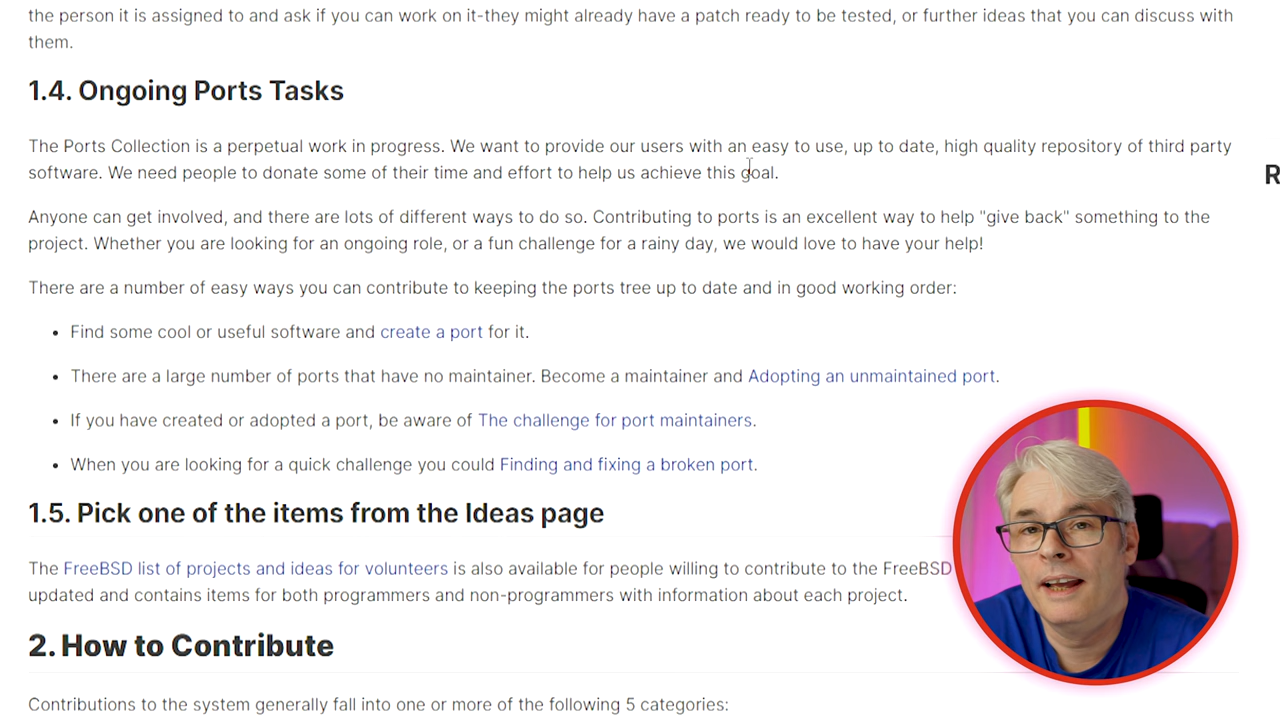 the person it is assigned to and ask if you can work on it-they might already have a patch ready to be tested, or further ideas that you can discuss with
them.
1.4. Ongoing Ports Tasks
The Ports Collection is a perpetual work in progress. We want to provide our users with an easy to use, up to date, high quality repository of third party
software. We need people to donate some of their time and effort to help us achieve this goal.
Anyone can get involved, and there are lots of different ways to do so. Contributing to ports is an excellent way to help "give back" something to the
project. Whether you are looking for an ongoing role, or a fun challenge for a rainy day, we would love to have your help!
There are a number of easy ways you can contribute to keeping the ports tree up to date and in good working order:
• Find some cool or useful software and create a port for it.
• There are a large number of ports that have no maintainer. Become a maintainer and Adopting an unmaintained port.
• If you have created or adopted a port, be aware of The challenge for port maintainers.
• When you are looking for a quick challenge you could Finding and fixing a broken port.
1.5. Pick one of the items from the Ideas page
The FreeBSD list of projects and ideas for volunteers is also available for people willing to contribute to the FreeBSD
updated and contains items for both programmers and non-programmers with information about each project.
2. How to Contribute
Contributions to the system generally fall into one or more of the following 5 categories:
R